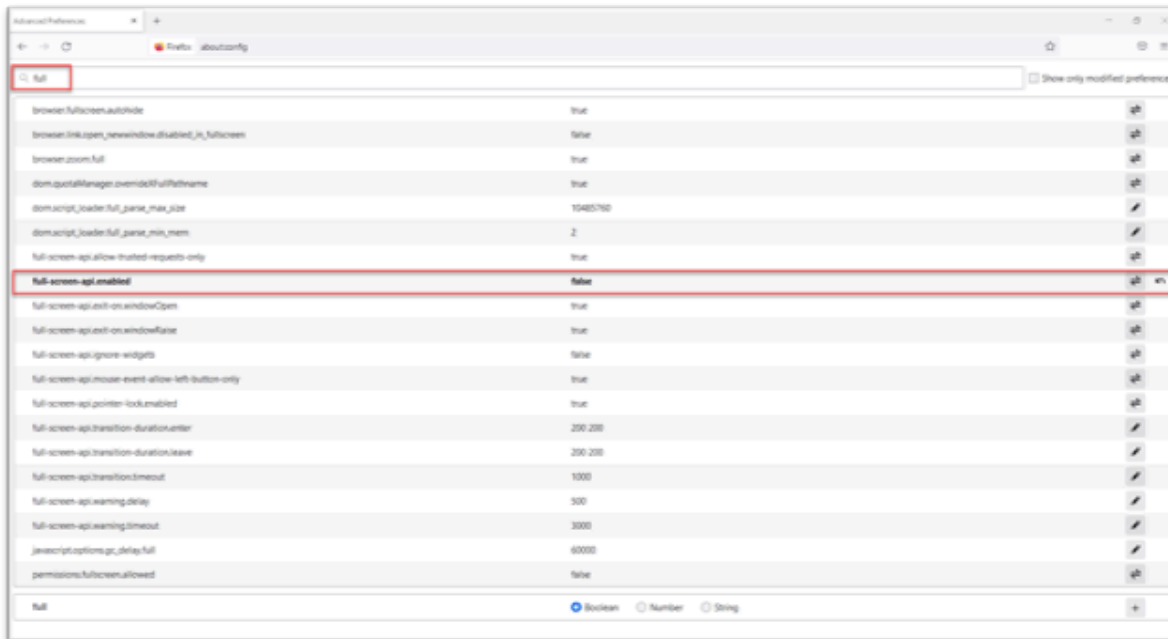 Advanced Preferences
Firefox about:config
full Show only modified preferences
browser.fullscreen.autohide true
browser.link.open_newwindow.disabled_in_fullscreen false
browser.zoom.full true
dom.quotaManager.overrideXFullPathname true
dom.script_loader.full_parse_max_size 10485760
dom.script_loader.full_parse_min_mem 2
full-screen-api.allow-trusted-requests-only true
full-screen-api.enabled false
full-screen-api.exit-on.windowOpen true
full-screen-api.exit-on.windowRaise true
full-screen-api.ignore-widgets false
full-screen-api.mouse-event-allow-left-button-only true
full-screen-api.pointer-lock.enabled true
full-screen-api.transition-duration.enter 200 200
full-screen-api.transition-duration.leave 200 200
full-screen-api.transition.timeout 1000
full-screen-api.warning.delay 500
full-screen-api.warning.timeout 3000
javascript.options.gc_delay.full 60000
permissions.fullscreen.allowed false
full Boolean Number String